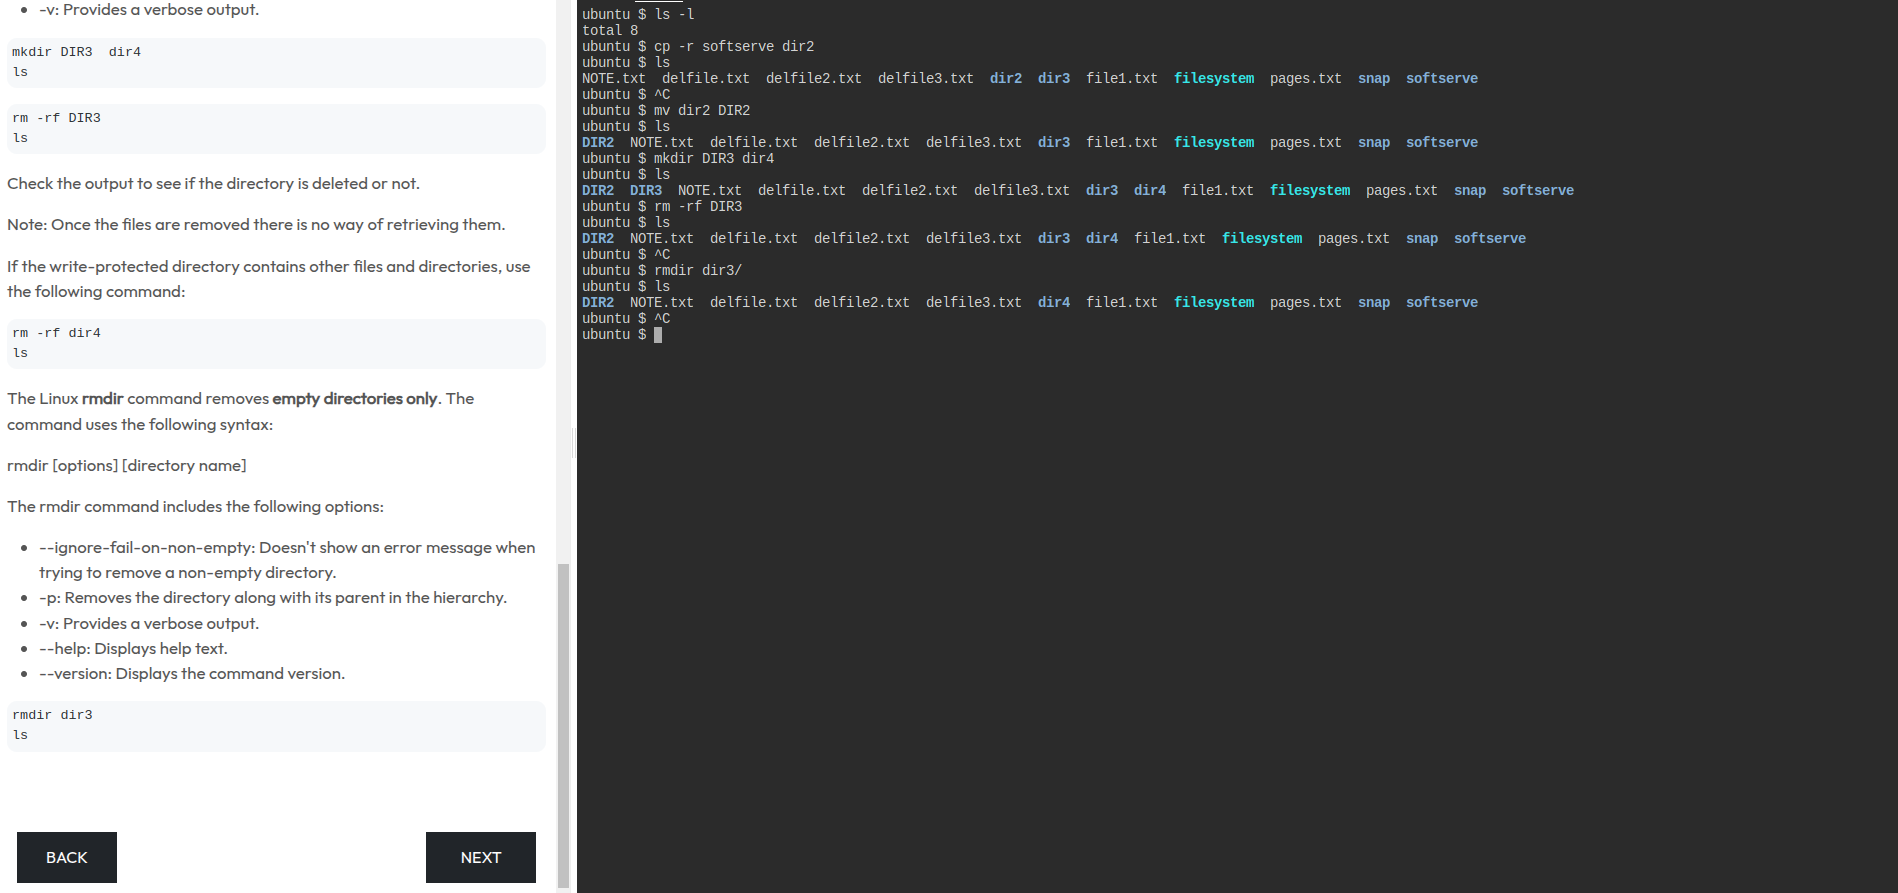 -v: Provides a verbose output.
mkdir DIR3  dir4
ls
rm -rf DIR3
ls
Check the output to see if the directory is deleted or not.
Note: Once the files are removed there is no way of retrieving them.
If the write-protected directory contains other files and directories, use
the following command:
rm -rf dir4
ls
The Linux rmdir command removes empty directories only. The
command uses the following syntax:
rmdir [options] [directory name]
The rmdir command includes the following options:
--ignore-fail-on-non-empty: Doesn't show an error message when
trying to remove a non-empty directory.
-p: Removes the directory along with its parent in the hierarchy.
-v: Provides a verbose output.
--help: Displays help text.
--version: Displays the command version.
rmdir dir3
ls
BACK
NEXT
ubuntu $ ls -l
total 8
ubuntu $ cp -r softserve dir2
ubuntu $ ls
NOTE.txt  delfile.txt  delfile2.txt  delfile3.txt  dir2  dir3  file1.txt  filesystem  pages.txt  snap  softserve
ubuntu $ ^C
ubuntu $ mv dir2 DIR2
ubuntu $ ls
DIR2  NOTE.txt  delfile.txt  delfile2.txt  delfile3.txt  dir3  file1.txt  filesystem  pages.txt  snap  softserve
ubuntu $ mkdir DIR3 dir4
ubuntu $ ls
DIR2  DIR3  NOTE.txt  delfile.txt  delfile2.txt  delfile3.txt  dir3  dir4  file1.txt  filesystem  pages.txt  snap  softserve
ubuntu $ rm -rf DIR3
ubuntu $ ls
DIR2  NOTE.txt  delfile.txt  delfile2.txt  delfile3.txt  dir3  dir4  file1.txt  filesystem  pages.txt  snap  softserve
ubuntu $ ^C
ubuntu $ rmdir dir3/
ubuntu $ ls
DIR2  NOTE.txt  delfile.txt  delfile2.txt  delfile3.txt  dir4  file1.txt  filesystem  pages.txt  snap  softserve
ubuntu $ ^C
ubuntu $